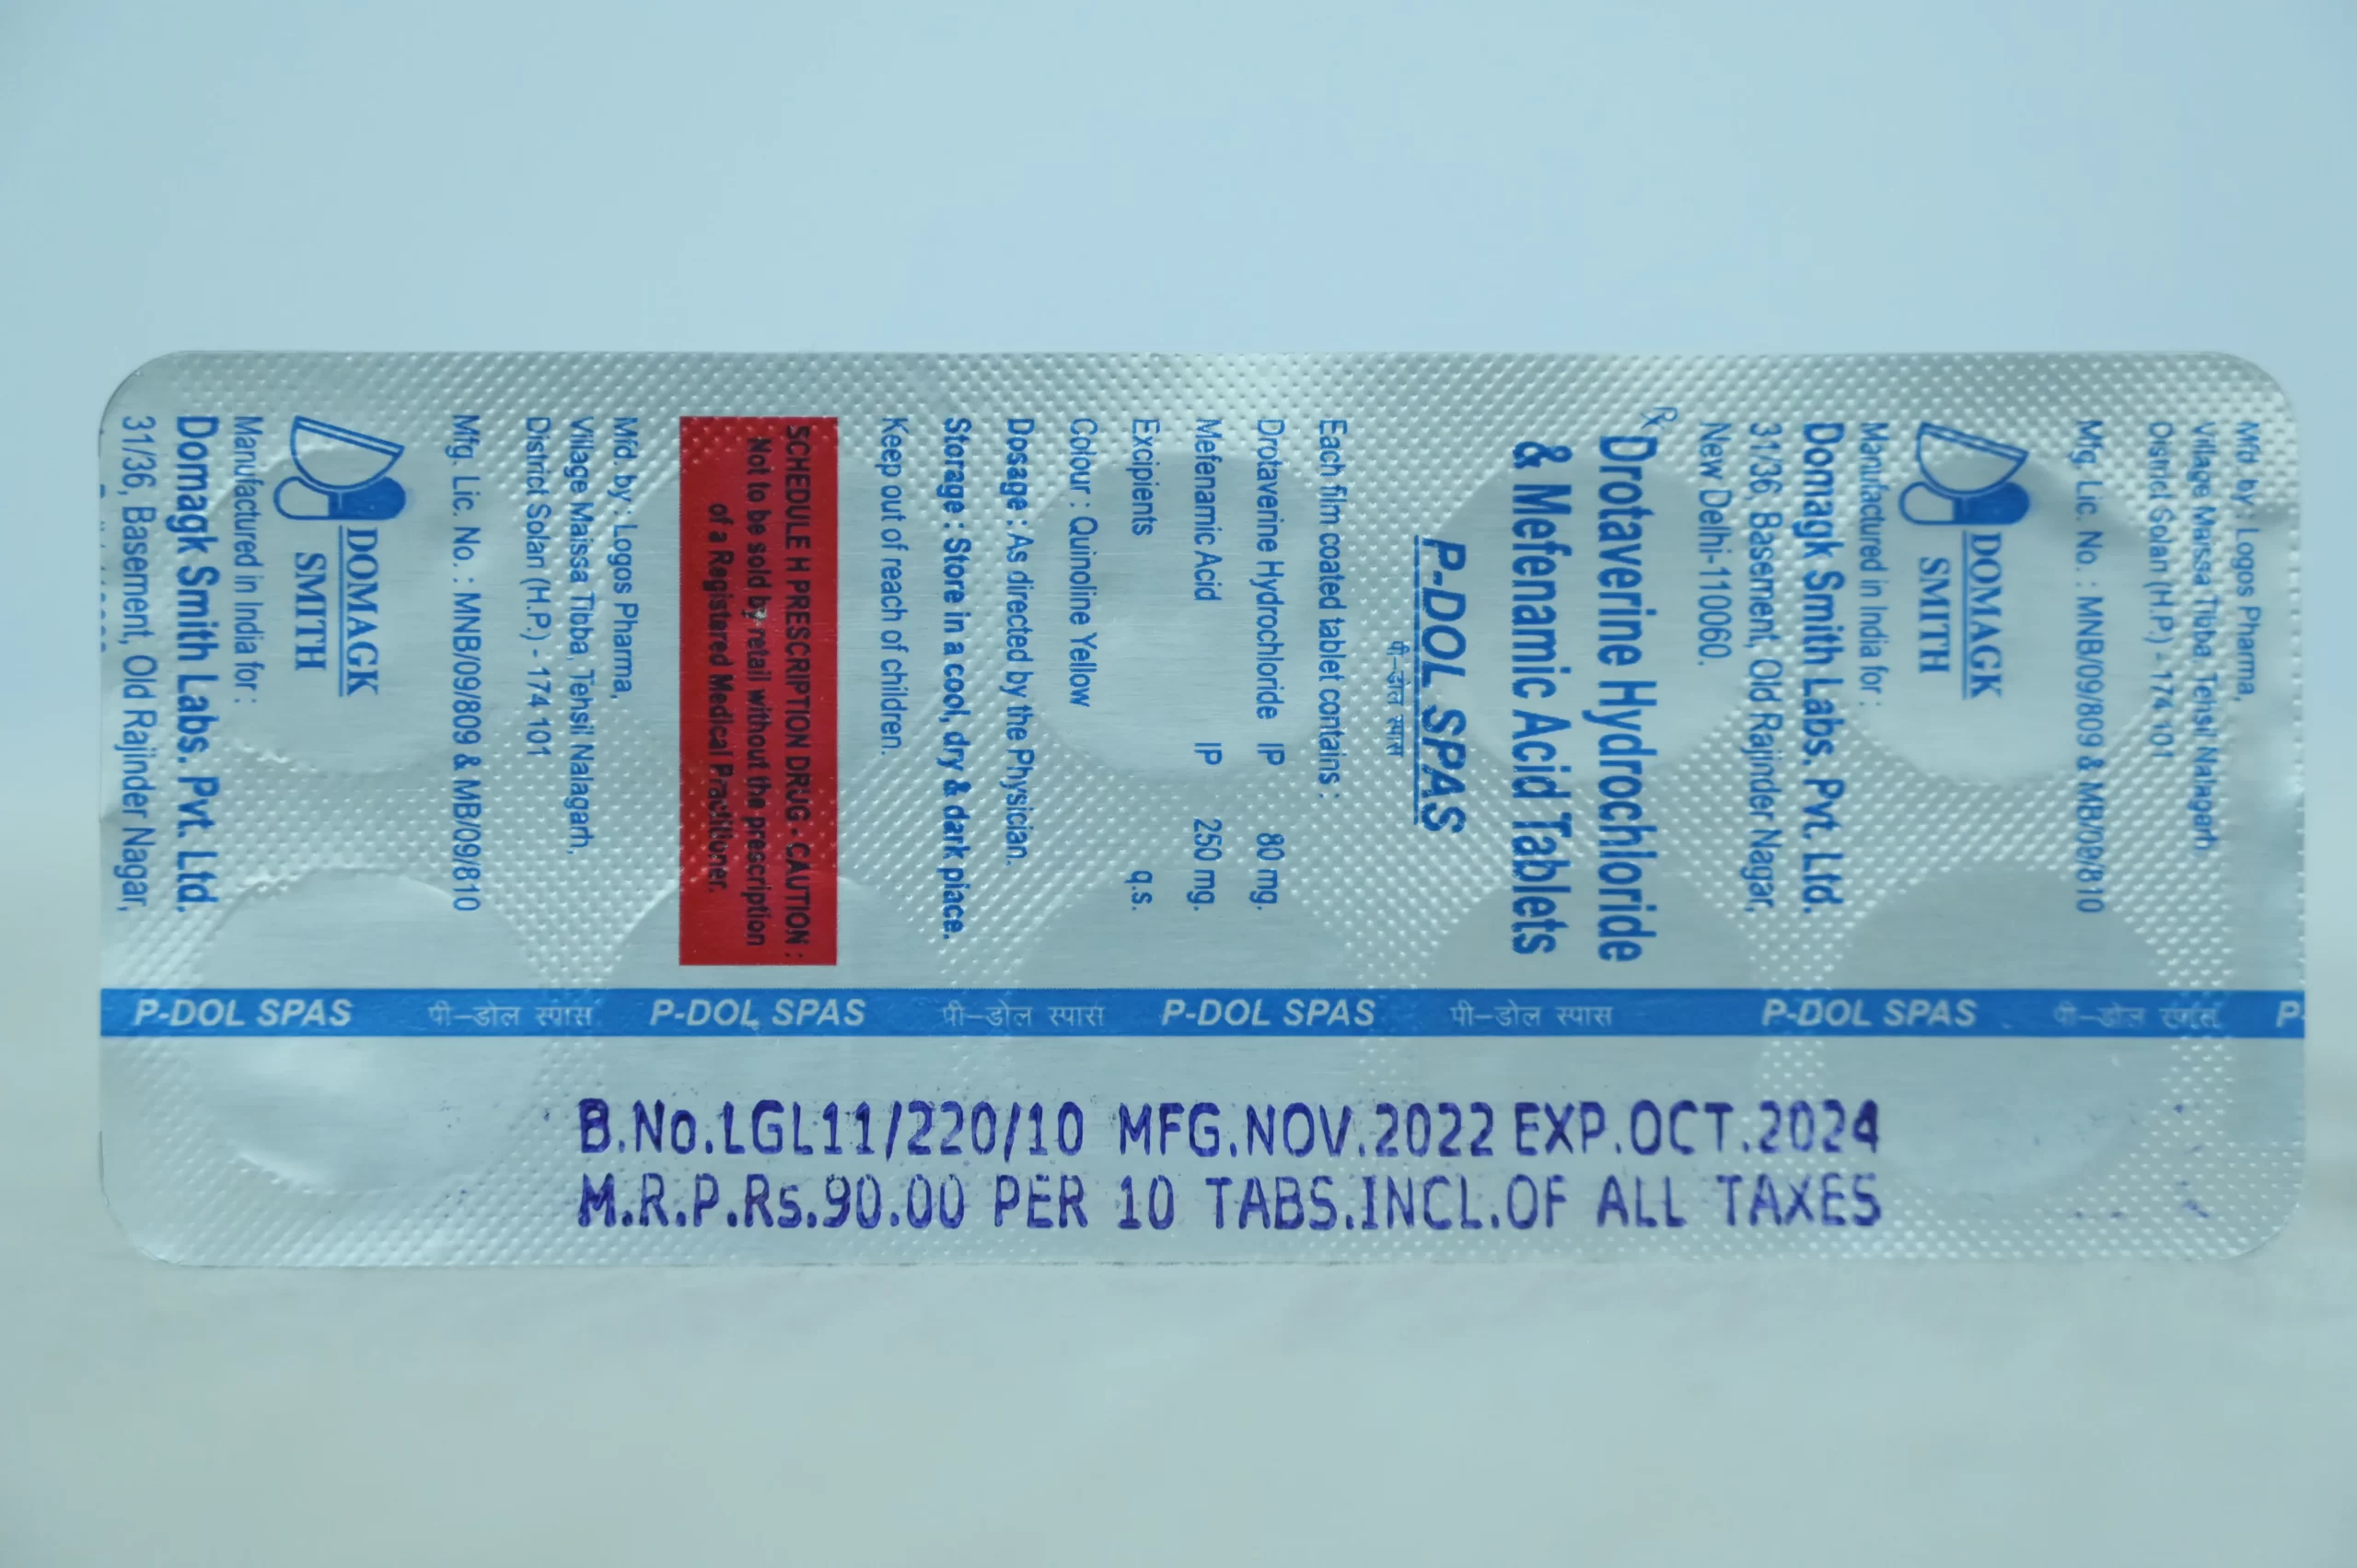 Mfd by : Logos Pharma,
Village Maissa Tibba, Tehsil Nalagarh,
District Solan (H.P.) - 174 101
Mfg. Lic. No. : MNB/09/809 & MB/09/810
DOMAGK
SMITH
Manufactured in India for :
Domagk Smith Labs. Pvt. Ltd.
31/36, Basement, Old Rajinder Nagar,
New Delhi-110060.
Rx Drotaverine Hydrochloride
& Mefenamic Acid Tablets
P-DOL SPAS
पी-डोल स्पास
Each film coated tablet contains :
Drotaverine Hydrochloride IP 80 mg.
Mefenamic Acid IP 250 mg.
Excipients q.s.
Colour : Quinoline Yellow
Dosage : As directed by the Physician.
Storage : Store in a cool, dry & dark place.
Keep out of reach of children.
SCHEDULE H PRESCRIPTION DRUG - CAUTION :
Not to be sold by retail without the prescription
of a Registered Medical Practitioner.
Mfd. by : Logos Pharma,
Village Maissa Tibba, Tehsil Nalagarh,
District Solan (H.P.) - 174 101
Mfg. Lic. No. : MNB/09/809 & MB/09/810
DOMAGK
SMITH
Manufactured in India for :
Domagk Smith Labs. Pvt. Ltd.
31/36, Basement, Old Rajinder Nagar,
P-DOL SPAS पी-डोल स्पास P-DOL SPAS पी-डोल स्पास P-DOL SPAS पी-डोल स्पास P-DOL SPAS पी-डोल स्पास P-
B.No.LGL11/220/10 MFG.NOV.2022 EXP.OCT.2024
M.R.P.Rs.90.00 PER 10 TABS.INCL.OF ALL TAXES